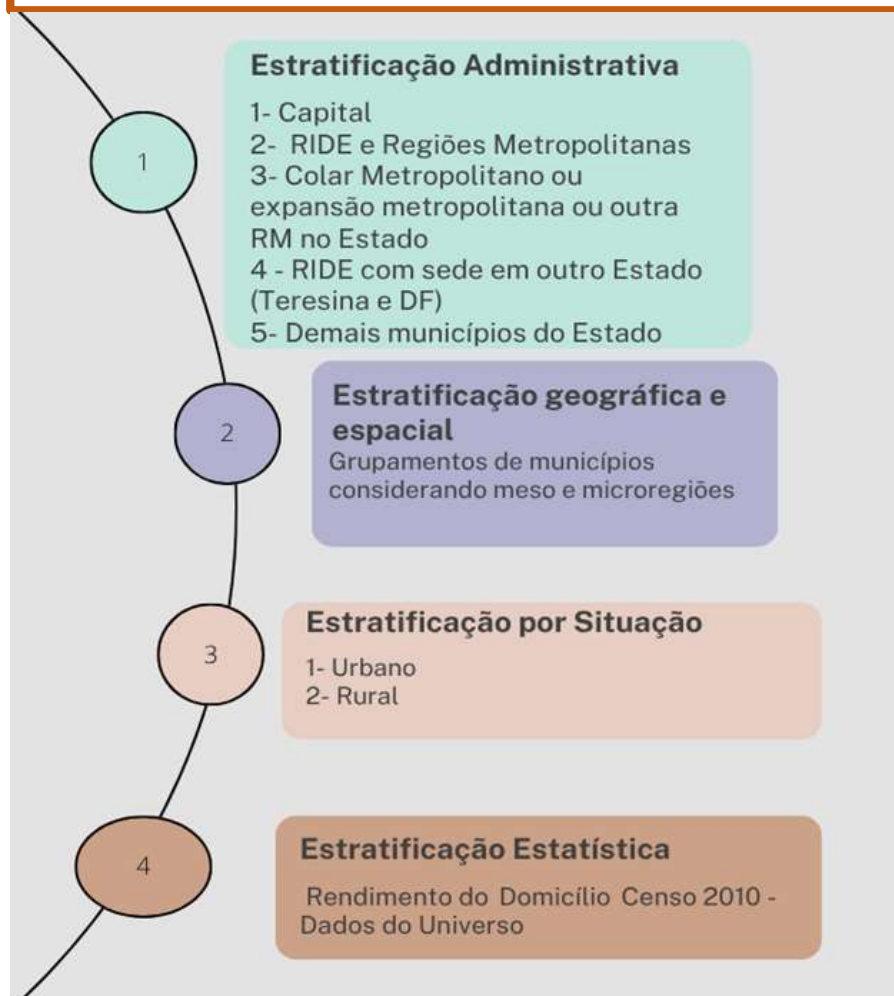 Estratificação Administrativa
1- Capital
2- RIDE e Regiões Metropolitanas
3- Colar Metropolitano ou
expansão metropolitana ou outra
RM no Estado
4 - RIDE com sede em outro Estado
(Teresina e DF)
5- Demais municípios do Estado
1
Estratificação geográfica e
espacial
Grupamentos de municípios
considerando meso e microregiões
2
Estratificação por Situação
1- Urbano
2- Rural
3
Estratificação Estatística
Rendimento do Domicílio Censo 2010 -
Dados do Universo
4